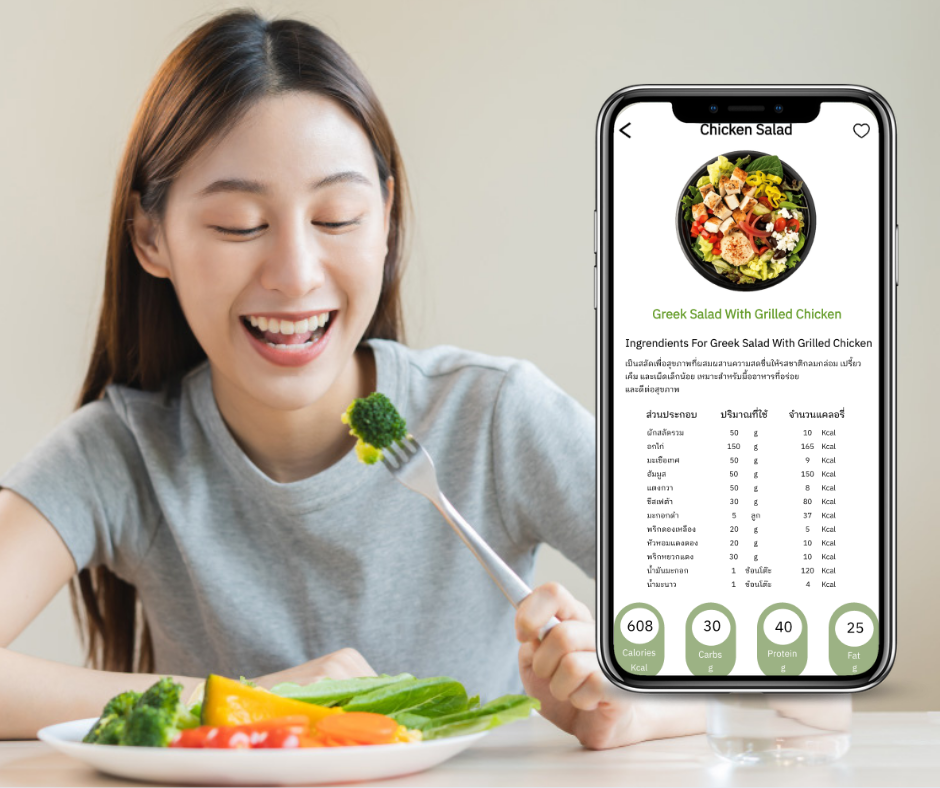 Chicken Salad
Greek Salad With Grilled Chicken
Ingrendients For Greek Salad With Grilled Chicken
เป็นสลัดเพื่อสุขภาพที่ผสมผสานความสดชื่นให้รสชาติกลมกล่อม เปรี้ยว
เค็ม และเผ็ดเล็กน้อย เหมาะสำหรับมื้ออาหารที่อร่อย
และดีต่อสุขภาพ
ส่วนประกอบ ปริมาณที่ใช้ จำนวนแคลอรี่
ผักสลัดรวม 50 g 10 Kcal
อกไก่ 150 g 165 Kcal
มะเขือเทศ 50 g 9 Kcal
ฮัมมูส 50 g 150 Kcal
แตงกวา 50 g 8 Kcal
ชีสเฟต้า 30 g 80 Kcal
มะกอกดำ 5 ลูก 37 Kcal
พริกดองเหลือง 20 g 5 Kcal
หัวหอมแดงดอง 20 g 10 Kcal
พริกหยวกแดง 30 g 10 Kcal
น้ำมันมะกอก 1 ช้อนโต๊ะ 120 Kcal
น้ำมะนาว 1 ช้อนโต๊ะ 4 Kcal
608 30 40 25
Calories Carbs Protein Fat
Kcal g g g